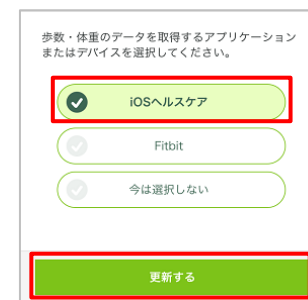 歩数・体重のデータを取得するアプリケーション
またはデバイスを選択してください。
iOSヘルスケア
Fitbit
今は選択しない
更新する